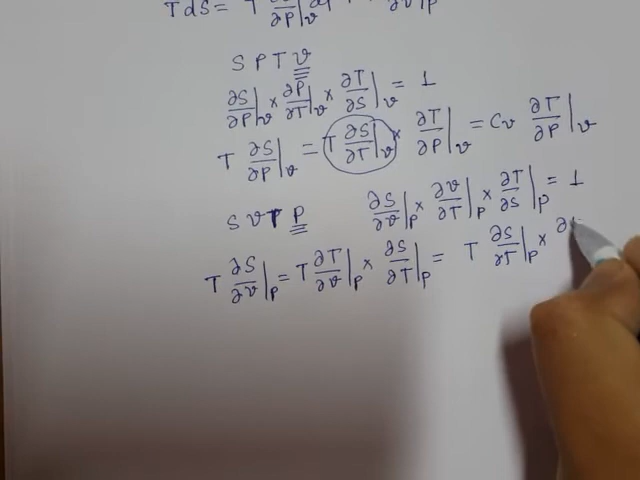 TdS = T ∂P|v + ∂v|P
S P T v
∂S/∂P|v × ∂P/∂T|v × ∂T/∂S|v = 1
T ∂S/∂P|v = T ∂S/∂T|v × ∂T/∂P|v = Cv ∂T/∂P|v
S v T P ∂S/∂v|P × ∂v/∂T|P × ∂T/∂S|P = 1
T ∂S/∂v|P = T ∂T/∂v|P × ∂S/∂T|P = T ∂S/∂T|P × ∂